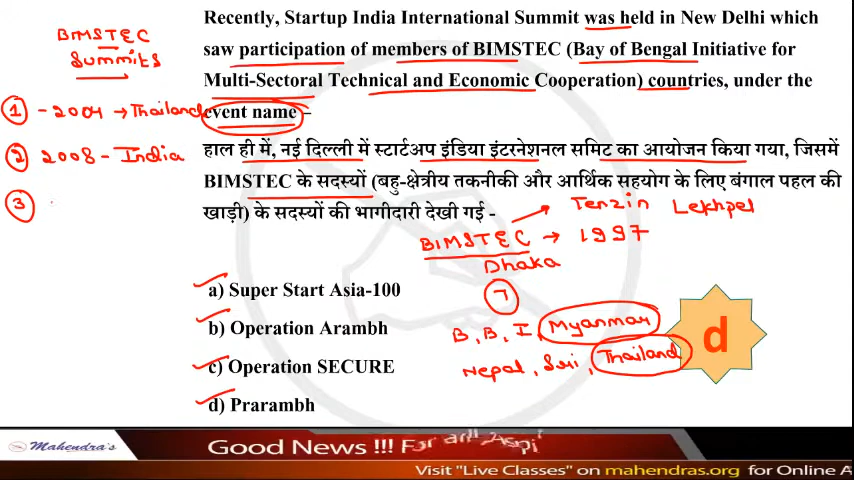 BIMSTEC
Summits
① - 2004 → Thailand
② 2008 - India
③
Recently, Startup India International Summit was held in New Delhi which
saw participation of members of BIMSTEC (Bay of Bengal Initiative for
Multi-Sectoral Technical and Economic Cooperation) countries, under the
event name –
हाल ही में, नई दिल्ली में स्टार्टअप इंडिया इंटरनेशनल समिट का आयोजन किया गया, जिसमें
BIMSTEC के सदस्यों (बहु-क्षेत्रीय तकनीकी और आर्थिक सहयोग के लिए बंगाल पहल की
खाड़ी) के सदस्यों की भागीदारी देखी गई -
Tenzin Lekhpel
BIMSTEC → 1997
Dhaka
7
B, B, I, Myanmar
Nepal, Sri, Thailand
a) Super Start Asia-100
b) Operation Arambh
c) Operation SECURE
d) Prarambh
d
Mahendra's
Good News !!! For all Aspi
Visit "Live Classes" on mahendras.org for Online A